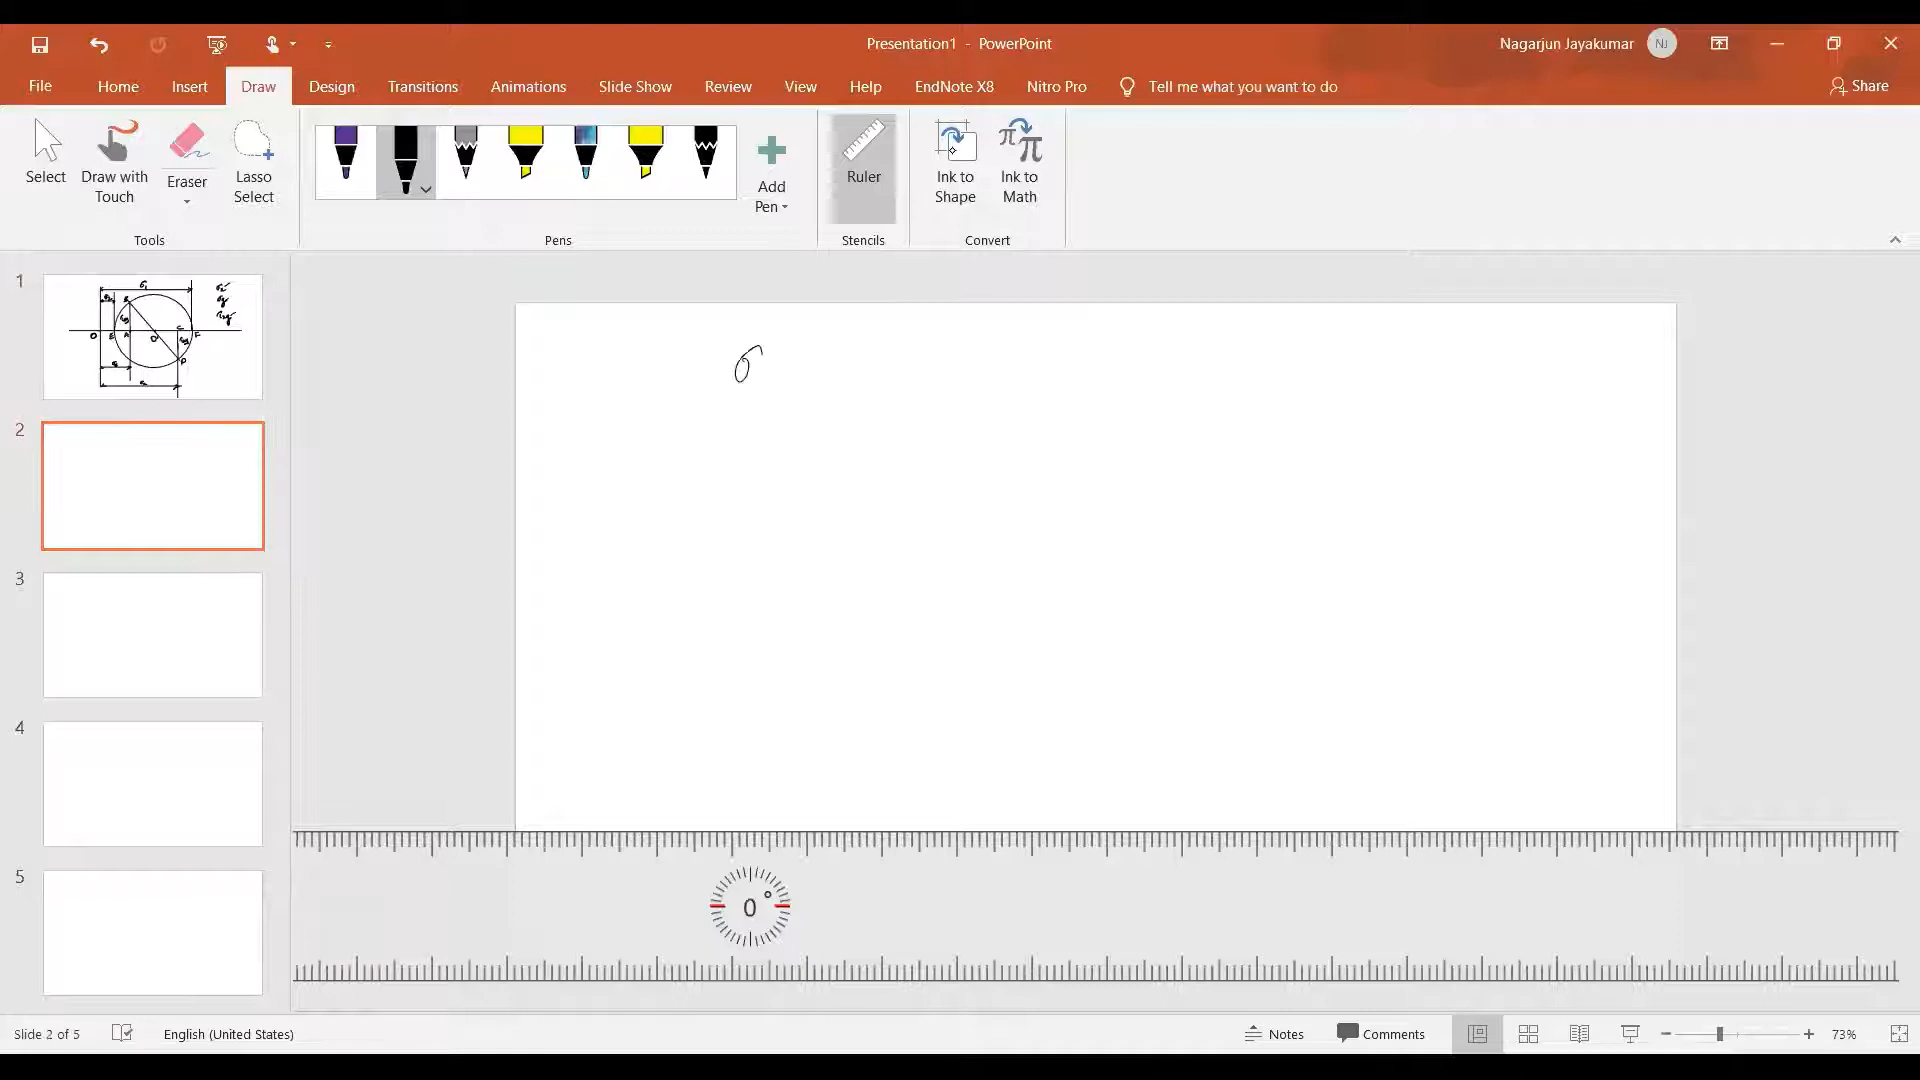 Presentation1 - PowerPoint
Nagarjun Jayakumar NJ
File Home Insert Draw Design Transitions Animations Slide Show Review View Help EndNote X8 Nitro Pro Tell me what you want to do Share
Select
Draw with Touch
Eraser
Lasso Select
Add Pen
Ruler
Ink to Shape
Ink to Math
Tools Pens Stencils Convert
1
2
3
4
5
σ
0°
Slide 2 of 5 English (United States) Notes Comments 73%